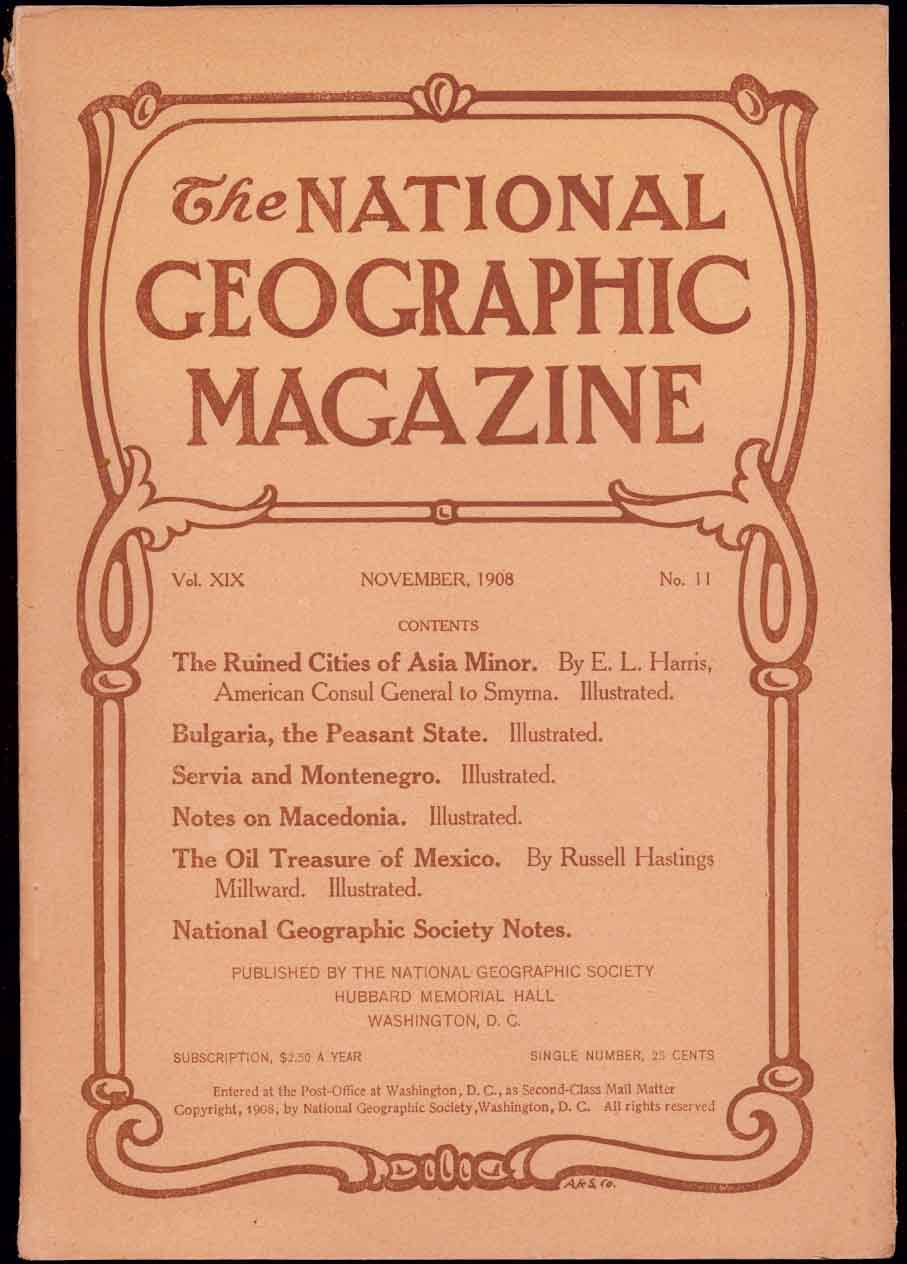 The NATIONAL
GEOGRAPHIC
MAGAZINE
Vol. XIX NOVEMBER, 1908 No. 11
CONTENTS
The Ruined Cities of Asia Minor. By E. L. Harris,
American Consul General to Smyrna. Illustrated.
Bulgaria, the Peasant State. Illustrated.
Servia and Montenegro. Illustrated.
Notes on Macedonia. Illustrated.
The Oil Treasure of Mexico. By Russell Hastings
Millward. Illustrated.
National Geographic Society Notes.
PUBLISHED BY THE NATIONAL GEOGRAPHIC SOCIETY
HUBBARD MEMORIAL HALL
WASHINGTON, D. C.
SUBSCRIPTION, $2.50 A YEAR SINGLE NUMBER, 25 CENTS
Entered at the Post-Office at Washington, D. C., as Second-Class Mail Matter
Copyright, 1908, by National Geographic Society, Washington, D. C. All rights reserved